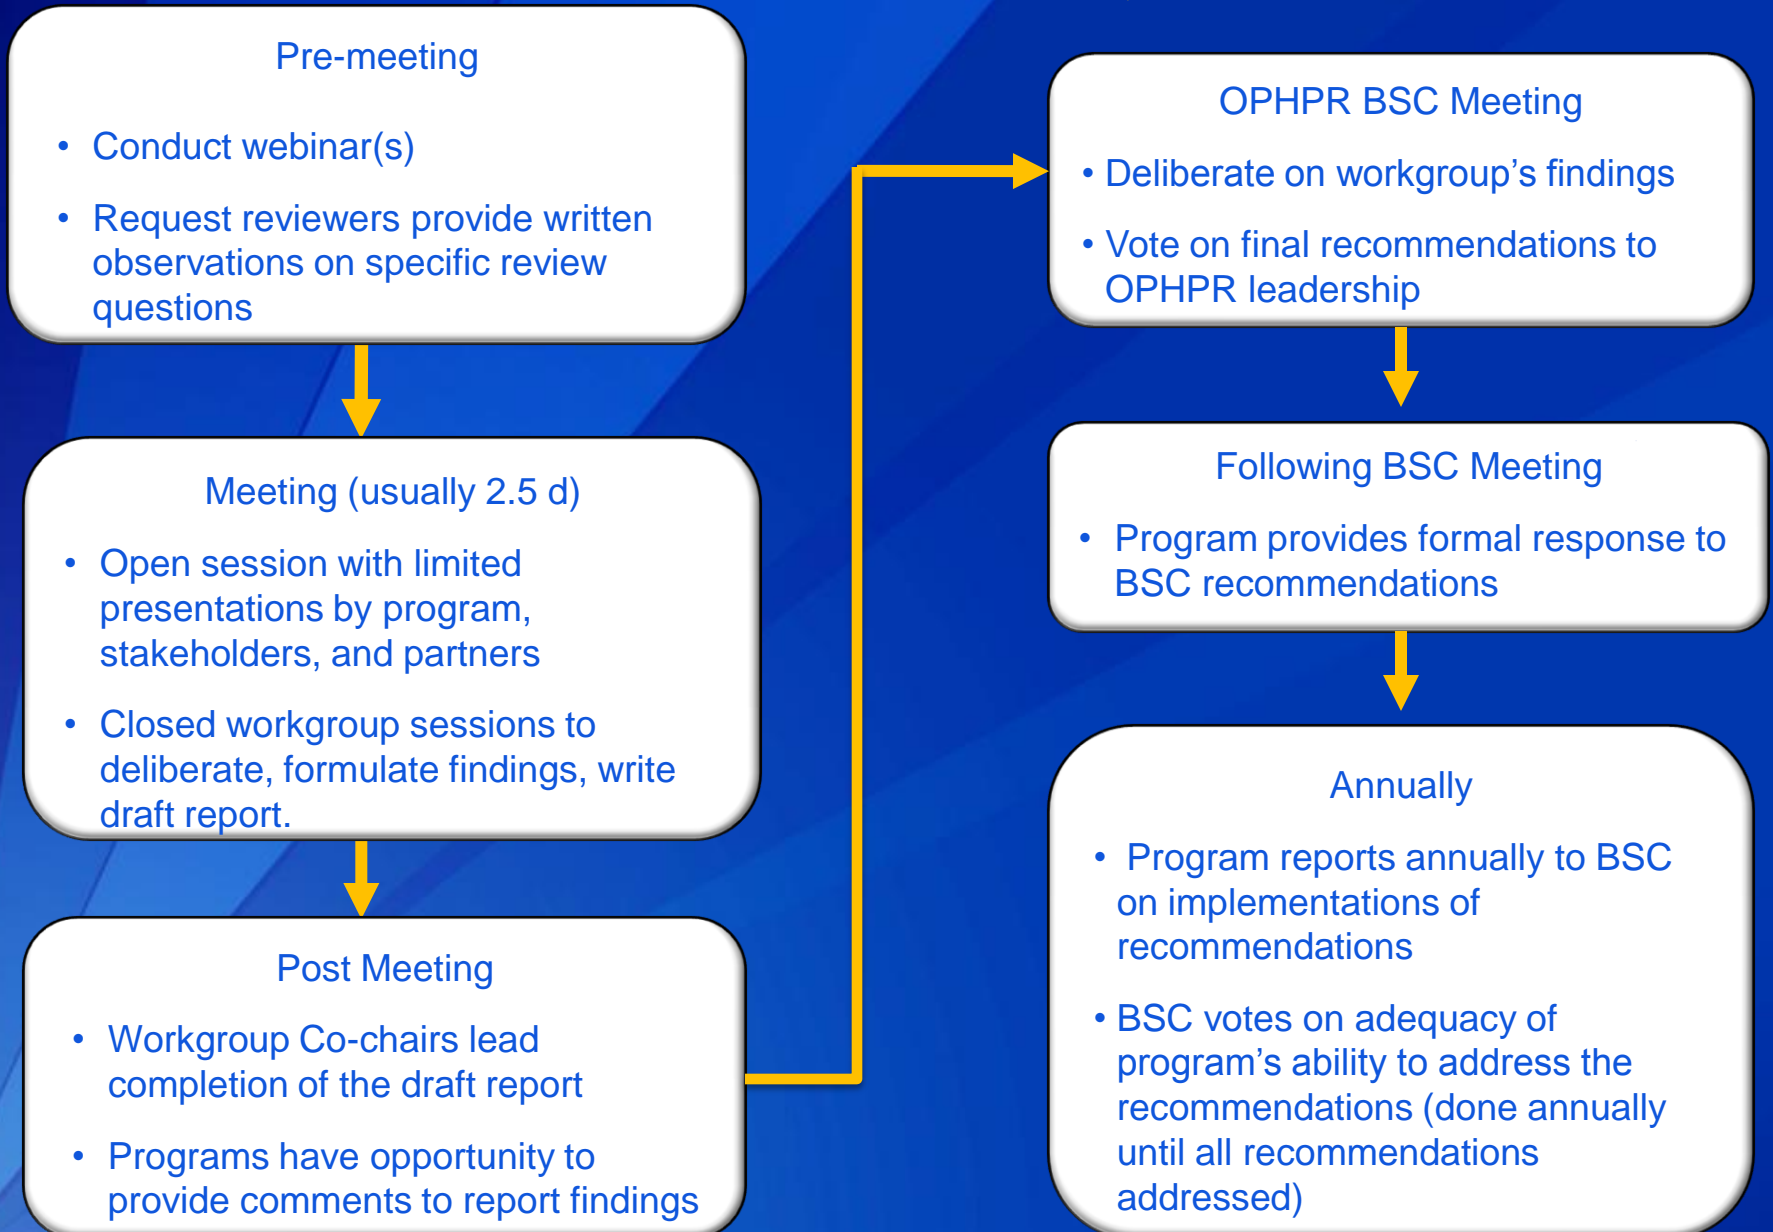 Pre-meeting
• Conduct webinar(s)
• Request reviewers provide written
observations on specific review
questions
Meeting (usually 2.5 d)
• Open session with limited
presentations by program,
stakeholders, and partners
• Closed workgroup sessions to
deliberate, formulate findings, write
draft report.
Post Meeting
• Workgroup Co-chairs lead
completion of the draft report
• Programs have opportunity to
provide comments to report findings
OPHPR BSC Meeting
• Deliberate on workgroup’s findings
• Vote on final recommendations to
OPHPR leadership
Following BSC Meeting
• Program provides formal response to
BSC recommendations
Annually
• Program reports annually to BSC
on implementations of
recommendations
• BSC votes on adequacy of
program’s ability to address the
recommendations (done annually
until all recommendations
addressed)